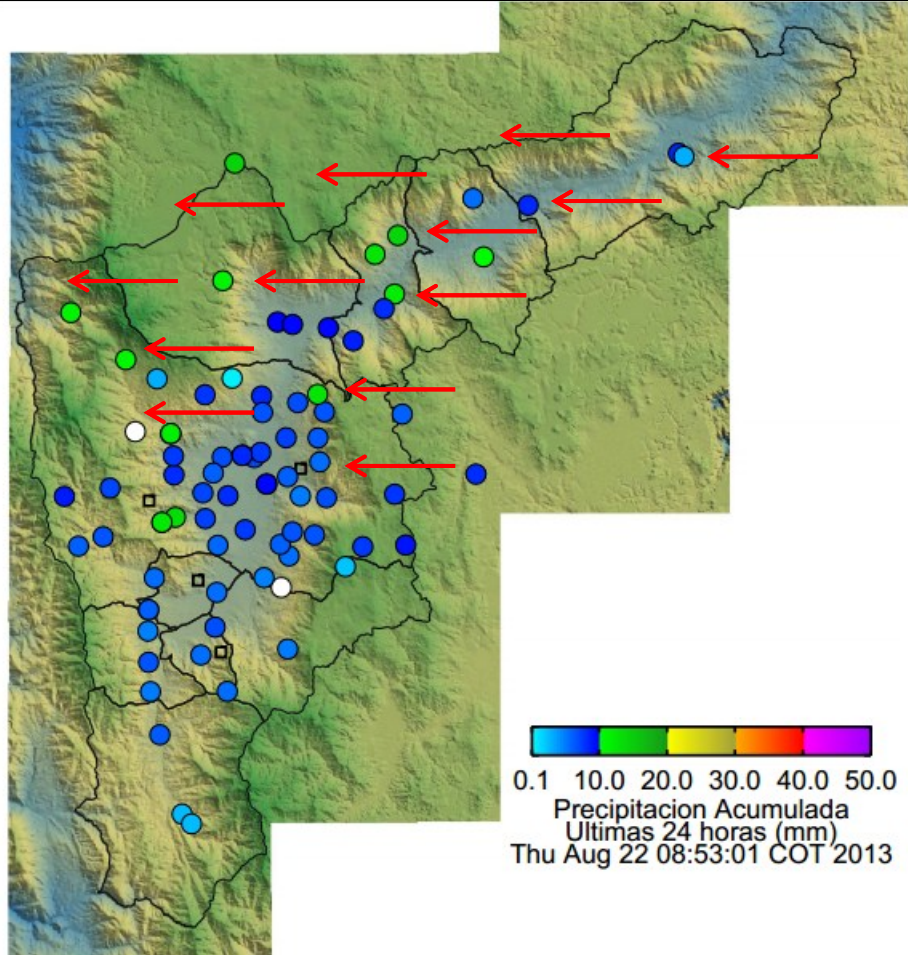 0.1 10.0 20.0 30.0 40.0 50.0
Precipitacion Acumulada
Ultimas 24 horas (mm)
Thu Aug 22 08:53:01 COT 2013